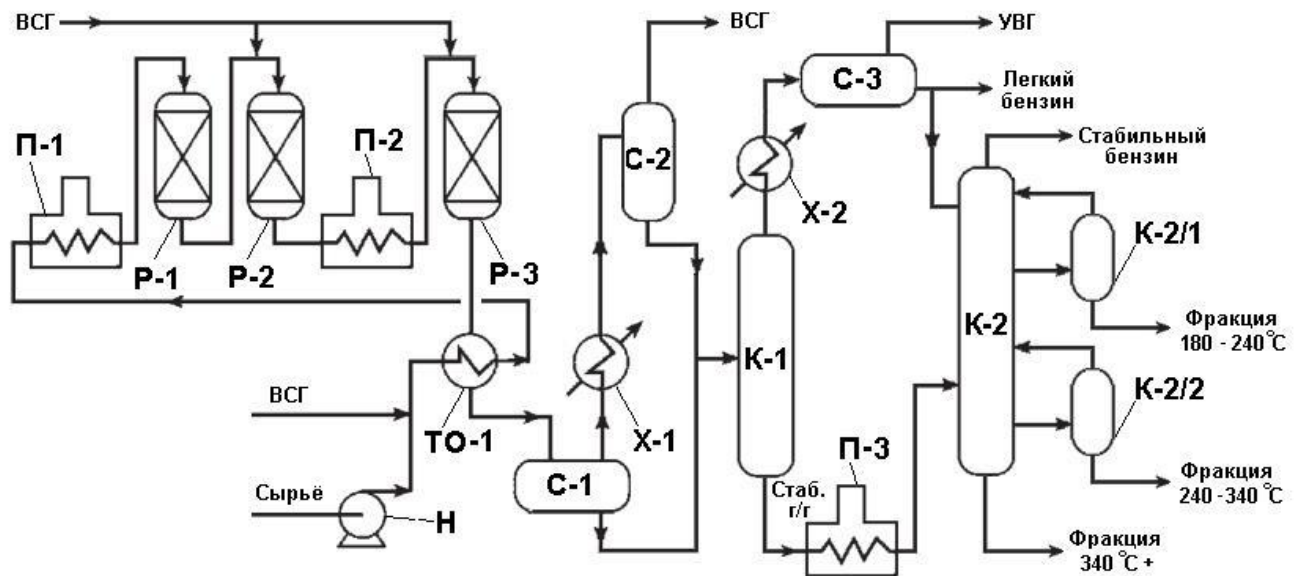 ВСГ
ВСГ
УВГ
С-3
Легкий
бензин
П-1
П-2
С-2
Стабильный
бензин
Х-2
Р-1
Р-2
Р-3
К-2/1
К-1
К-2
Фракция
180 - 240°С
ВСГ
ТО-1
Х-1
К-2/2
П-3
Сырьё
Н
С-1
Стаб.
г/г
Фракция
240 - 340°С
Фракция
340 °С +